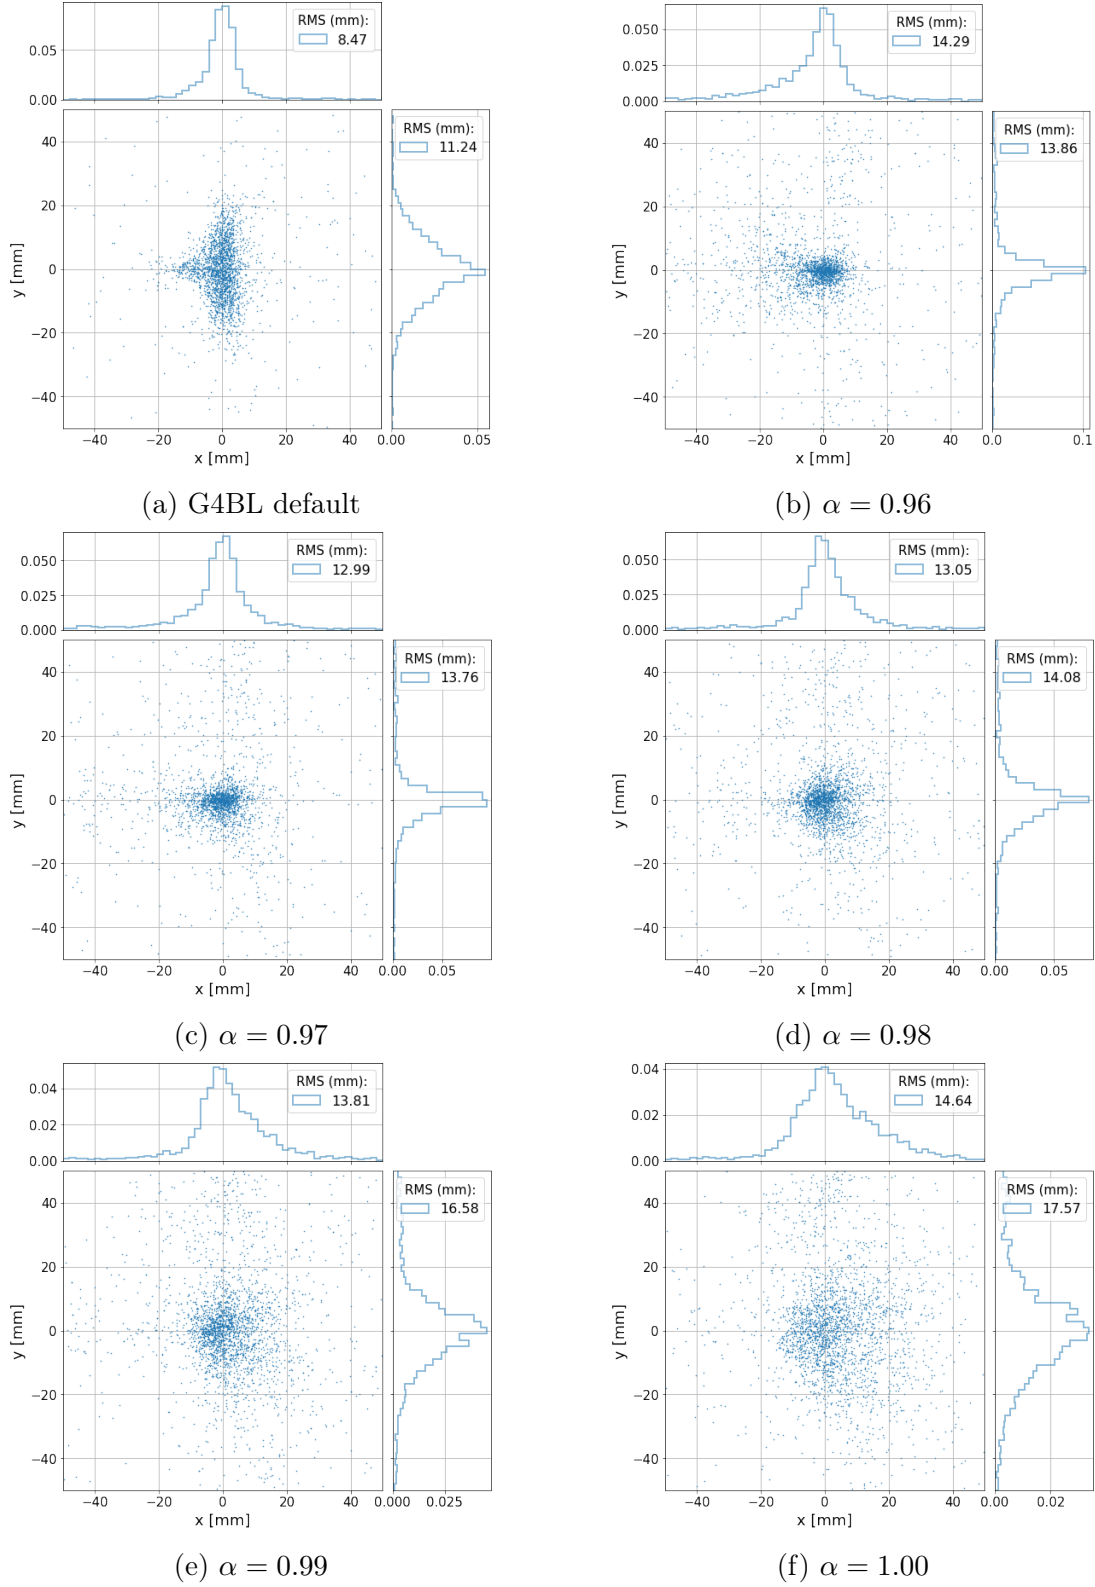 RMS (mm):
8.47
0.05
0.00
RMS (mm):
11.24
40
20
0
−20
−40
y [mm]
−40 −20 0 20 40
x [mm]
0.00 0.05
(a) G4BL default
RMS (mm):
14.29
0.050
0.025
0.000
RMS (mm):
13.86
40
20
0
−20
−40
y [mm]
−40 −20 0 20 40
x [mm]
0.0 0.1
(b) α = 0.96
RMS (mm):
12.99
0.050
0.025
0.000
RMS (mm):
13.76
40
20
0
−20
−40
y [mm]
−40 −20 0 20 40
x [mm]
0.00 0.05
(c) α = 0.97
RMS (mm):
13.05
0.050
0.025
0.000
RMS (mm):
14.08
40
20
0
−20
−40
y [mm]
−40 −20 0 20 40
x [mm]
0.00 0.05
(d) α = 0.98
RMS (mm):
13.81
0.04
0.02
0.00
RMS (mm):
16.58
40
20
0
−20
−40
y [mm]
−40 −20 0 20 40
x [mm]
0.000 0.025
(e) α = 0.99
RMS (mm):
14.64
0.04
0.02
0.00
RMS (mm):
17.57
40
20
0
−20
−40
y [mm]
−40 −20 0 20 40
x [mm]
0.00 0.02
(f) α = 1.00